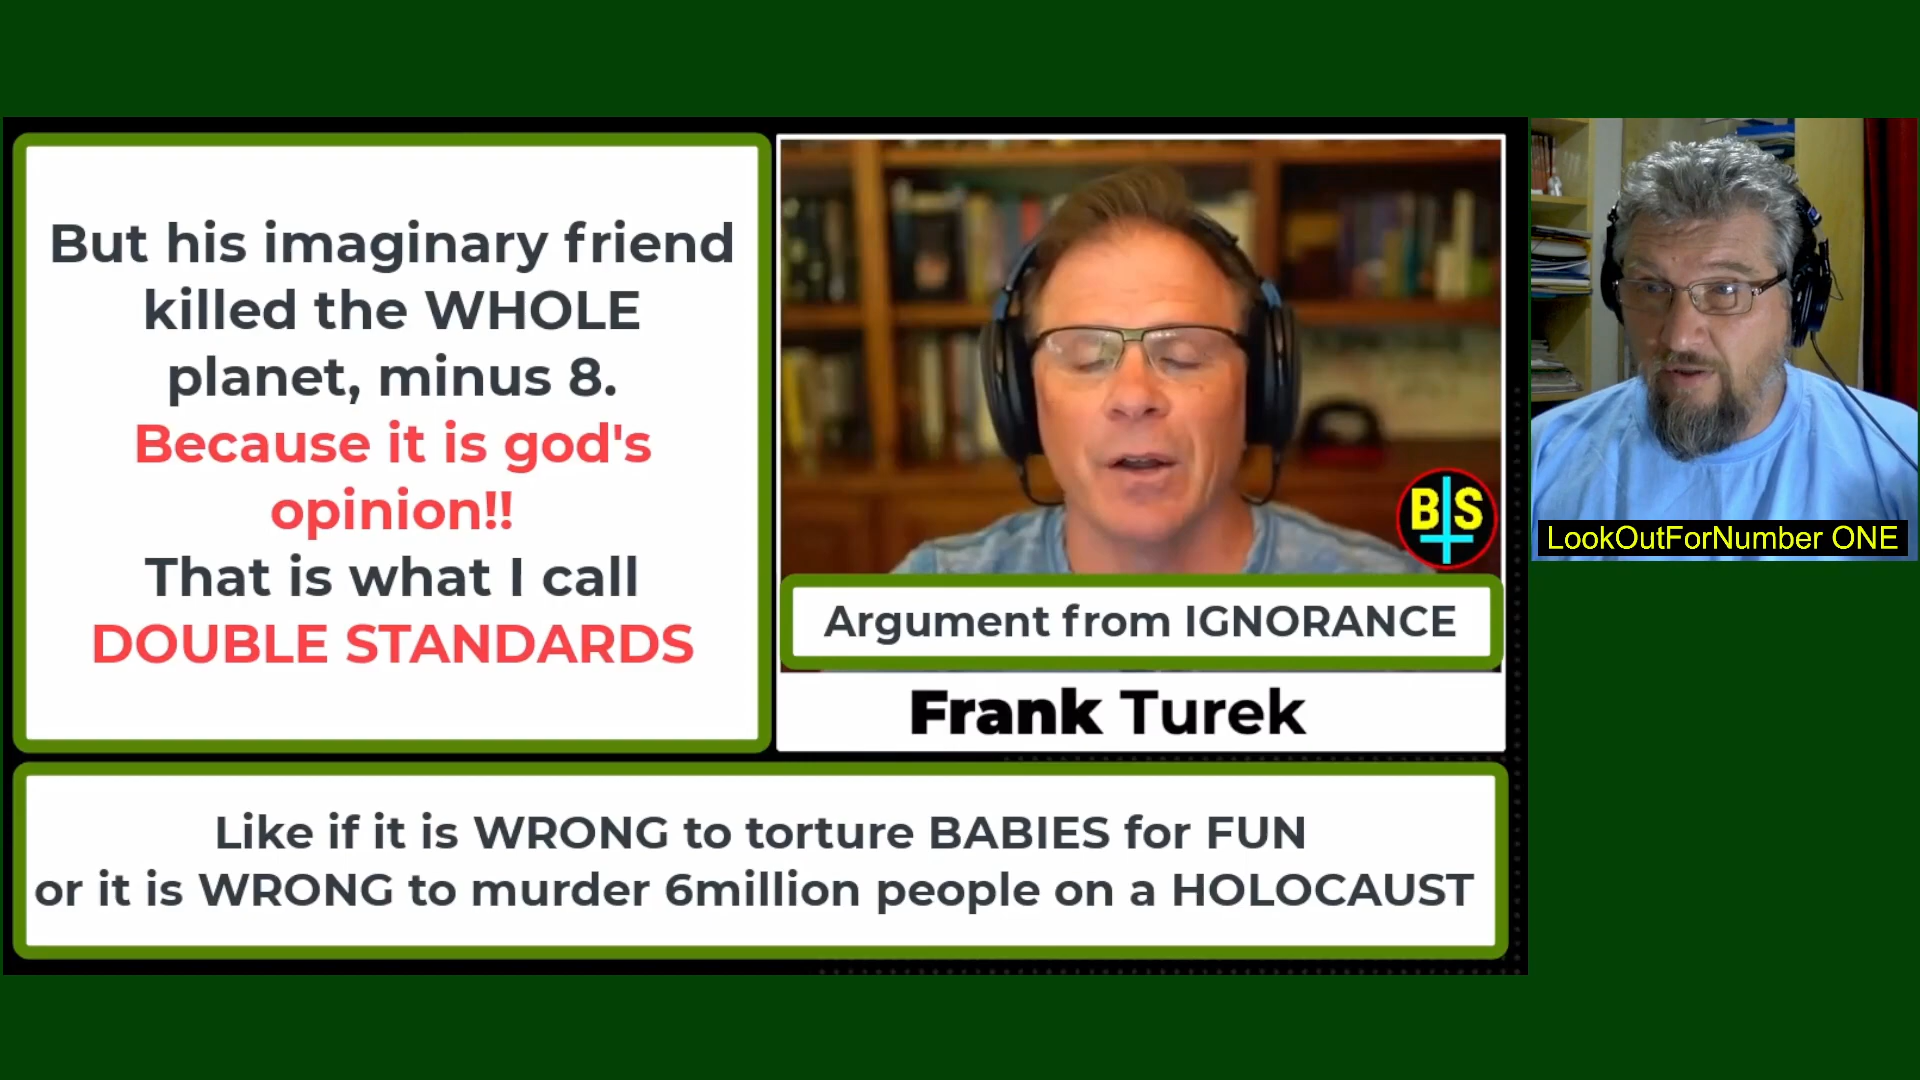 But his imaginary friend
killed the WHOLE
planet, minus 8.
Because it is god's
opinion!!
That is what I call
DOUBLE STANDARDS
BS
Argument from IGNORANCE
Frank Turek
LookOutForNumber ONE
Like if it is WRONG to torture BABIES for FUN
or it is WRONG to murder 6million people on a HOLOCAUST